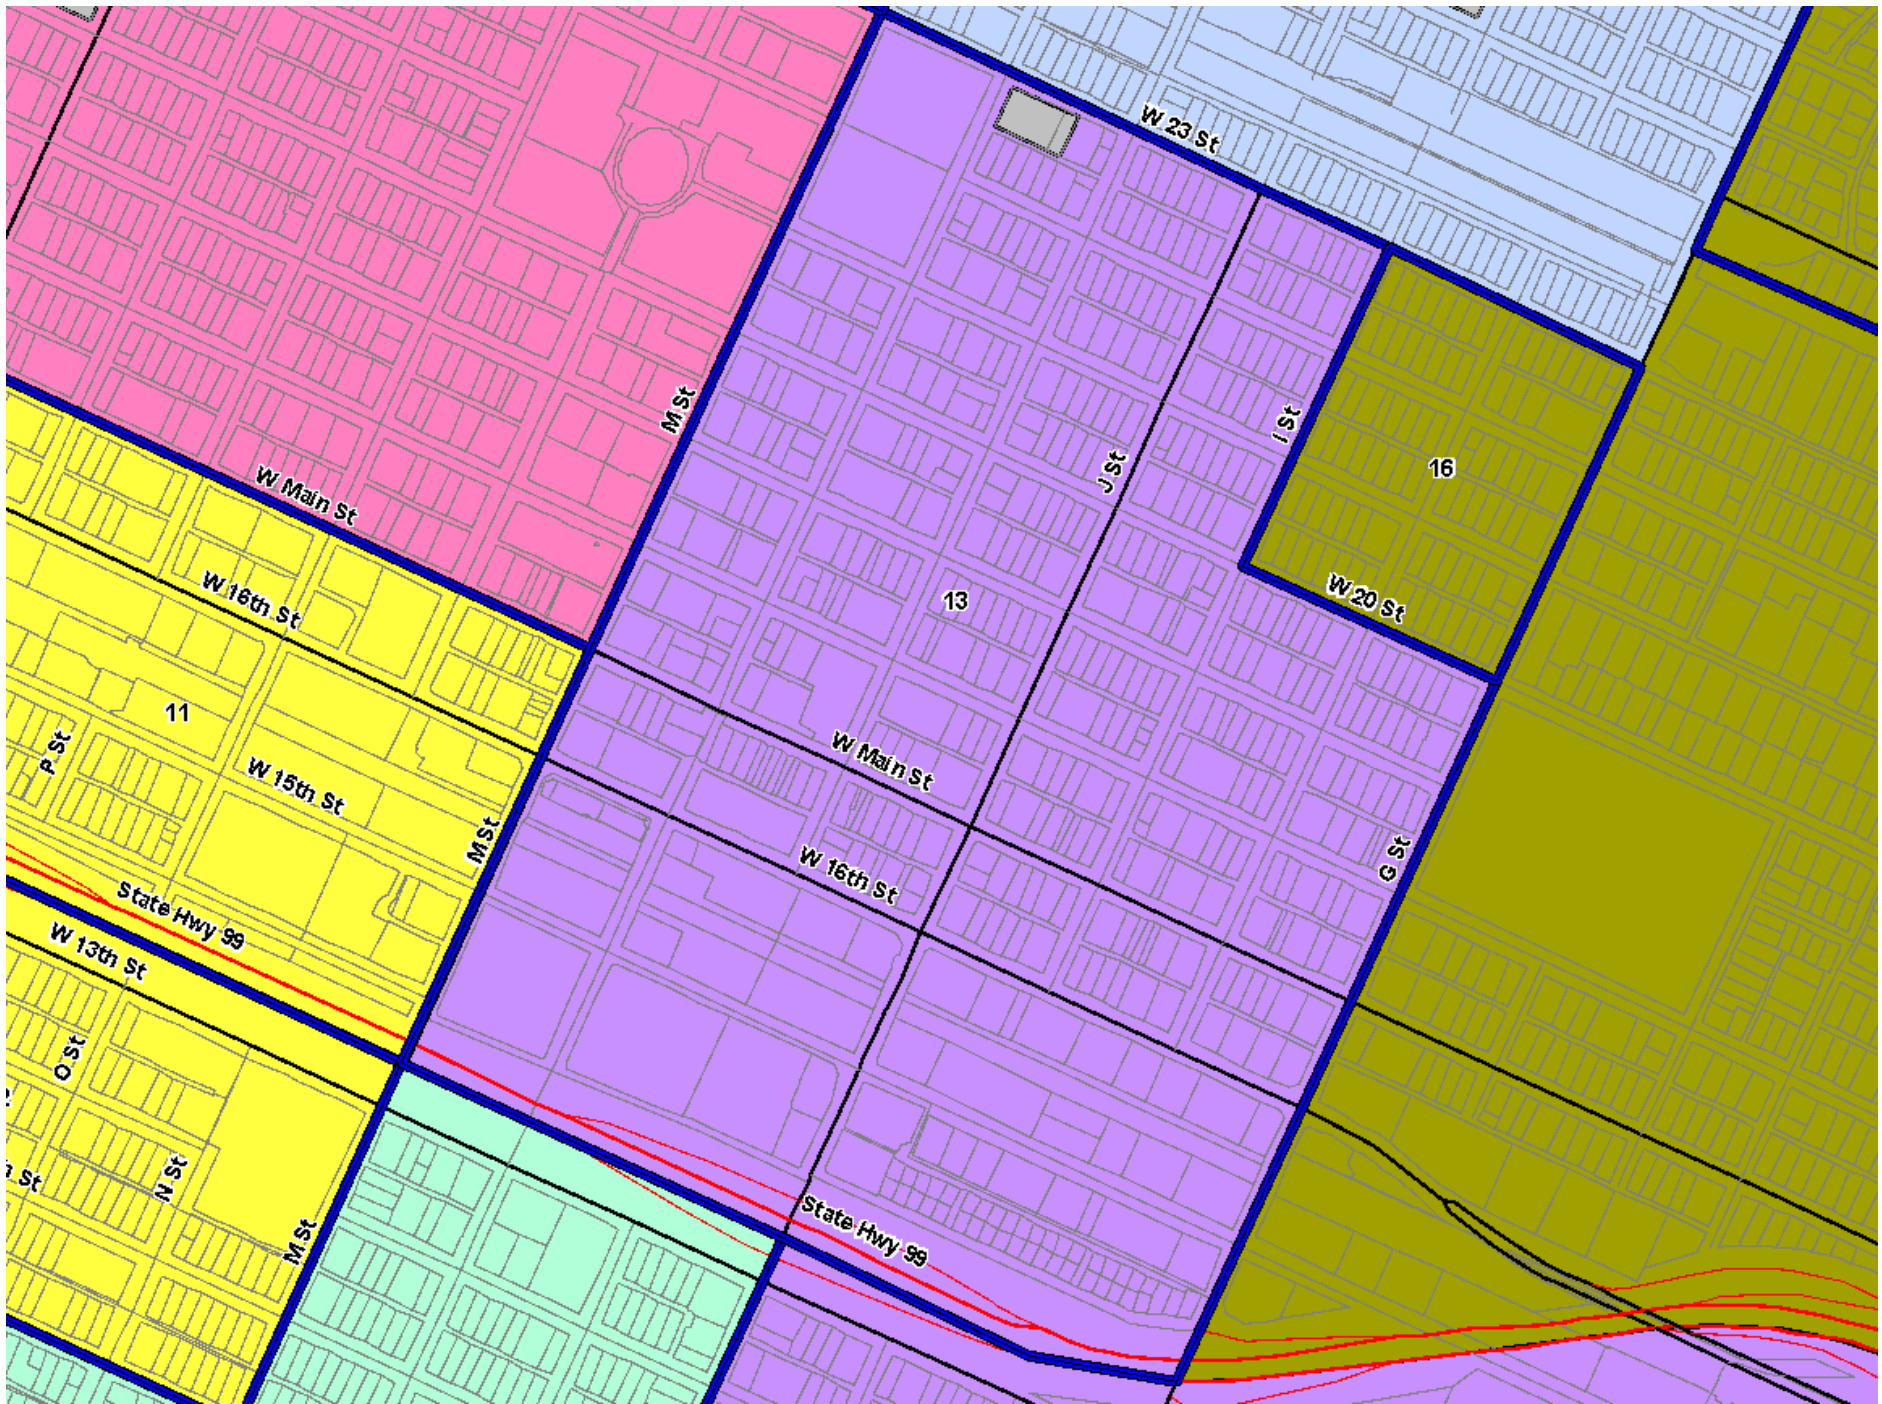 W 23 St
M St
I St
J St
16
W Main St
W 16th St
W 20 St
13
11
P St
W 15th St
W Main St
M St
W 16th St
G St
State Hwy 99
W 13th St
O St
N St
St
M St
State Hwy 99